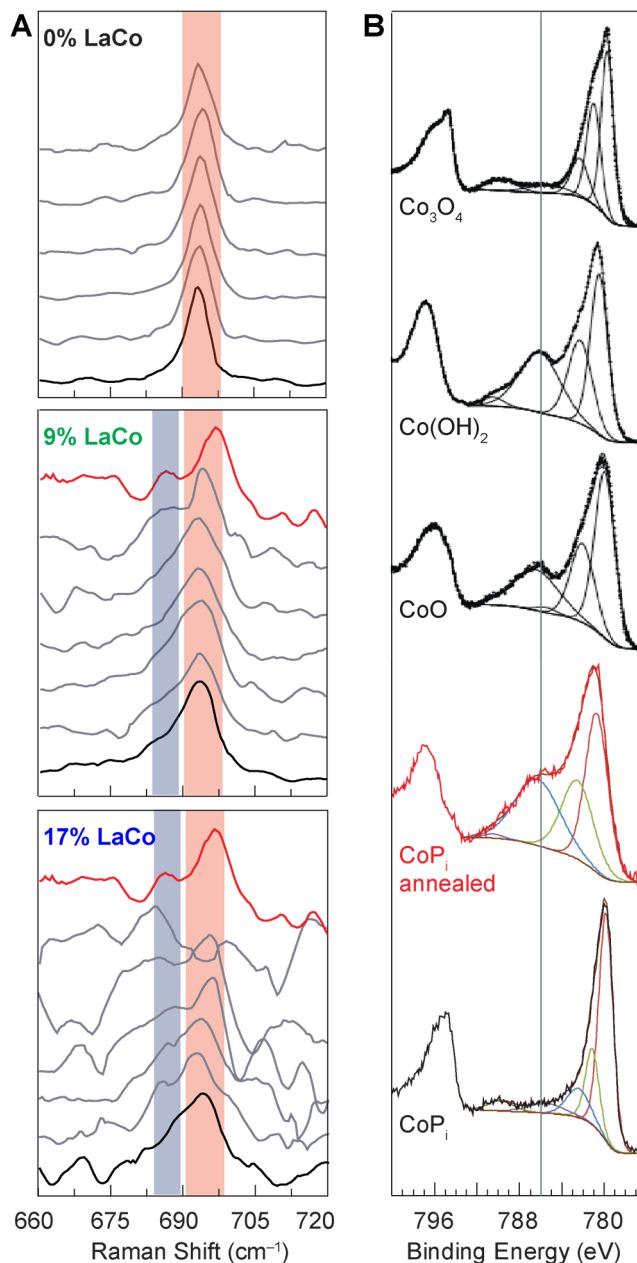 A
0% LaCo
9% LaCo
17% LaCo
660 675 690 705 720
Raman Shift (cm⁻¹)
B
Co₃O₄
Co(OH)₂
CoO
CoPᵢ
annealed
CoPᵢ
796 788 780
Binding Energy (eV)